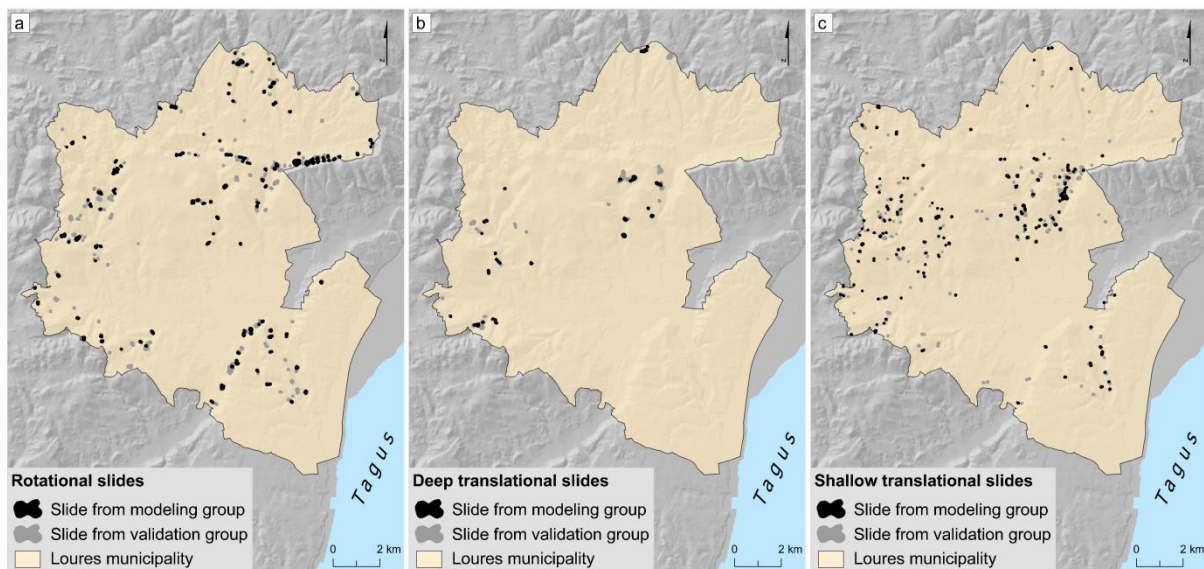 a
z
Tagus
Rotational slides
Slide from modeling group
Slide from validation group
Loures municipality
0 2 km
b
z
Tagus
Deep translational slides
Slide from modeling group
Slide from validation group
Loures municipality
0 2 km
c
z
Tagus
Shallow translational slides
Slide from modeling group
Slide from validation group
Loures municipality
0 2 km